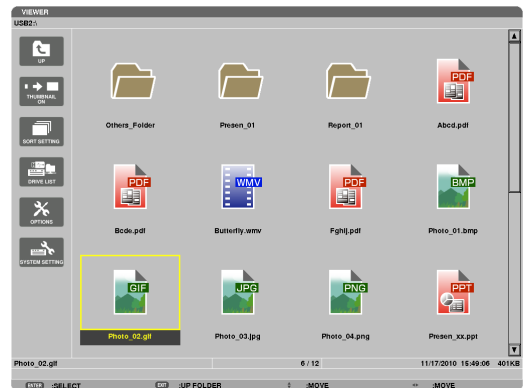 VIEWER
USB2:\
UP
THUMBNAIL
ON
SORT SETTING
DRIVE LIST
OPTIONS
SYSTEM SETTING
Others_Folder
Presen_01
Report_01
PDF
Abcd.pdf
PDF
WMV
PDF
BMP
Bcde.pdf
Butterfly.wmv
Fghij.pdf
Photo_01.bmp
GIF
JPG
PNG
PPT
Photo_02.gif
Photo_03.jpg
Photo_04.png
Presen_xx.ppt
Photo_02.gif
6 / 12
11/17/2010 15:49:06 401KB
ENTER :SELECT EXIT :UP FOLDER :MOVE :MOVE